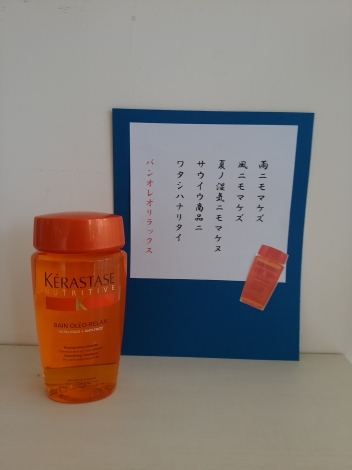 雨ニモマケズ
風ニモマケズ
夏ノ湿気ニモマケヌ
サウイウ商品ニ
ワタシハナリタイ
バンオレオリラックス
KÉRASTASE
NUTRITIVE
K
BAIN OLÉO-RELAX